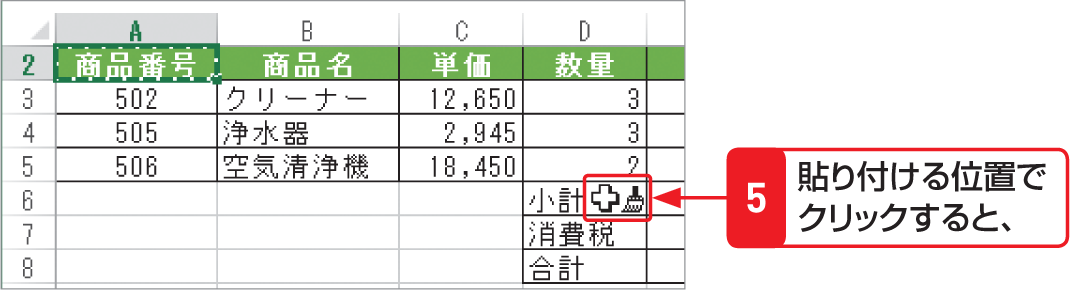 A B C D
2 商品番号 商品名 単価 数量
3 502 クリーナー 12,650 3
4 505 浄水器 2,945 3
5 506 空気清浄機 18,450 2
6 小計
7 消費税
8 合計
5 貼り付ける位置で
クリックすると、